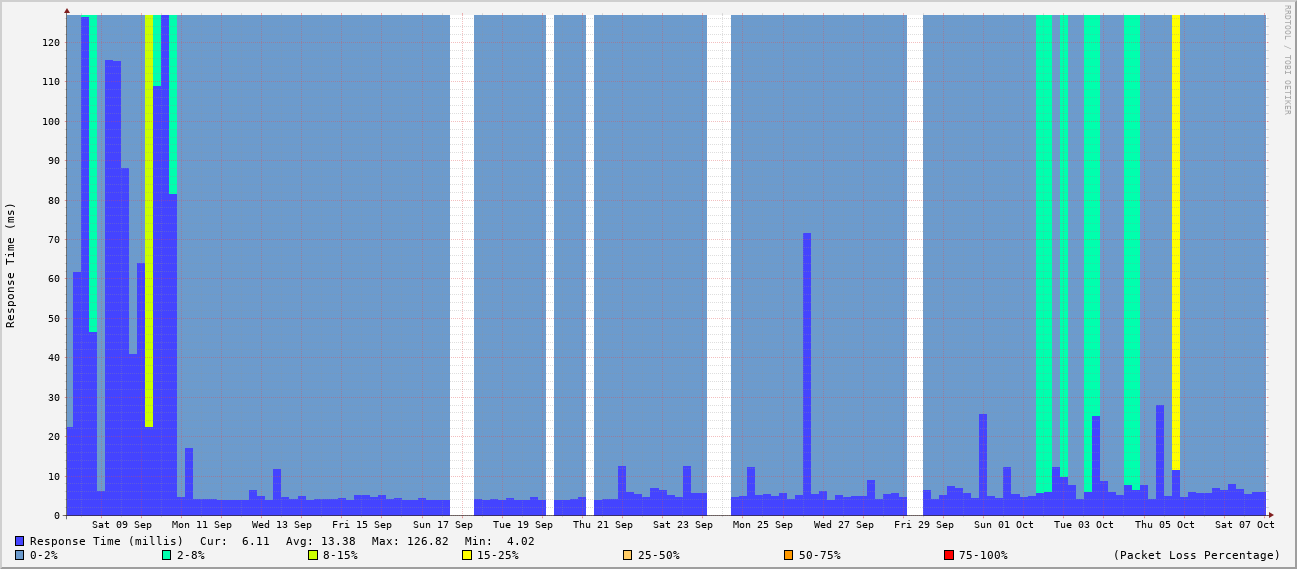 RRDTOOL / TOBI OETIKER
Response Time (ms)
120
110
100
90
80
70
60
50
40
30
20
10
0
Sat 09 Sep Mon 11 Sep Wed 13 Sep Fri 15 Sep Sun 17 Sep Tue 19 Sep Thu 21 Sep Sat 23 Sep Mon 25 Sep Wed 27 Sep Fri 29 Sep Sun 01 Oct Tue 03 Oct Thu 05 Oct Sat 07 Oct
Response Time (millis) Cur: 6.11 Avg: 13.38 Max: 126.82 Min: 4.02
0-2% 2-8% 8-15% 15-25% 25-50% 50-75% 75-100% (Packet Loss Percentage)